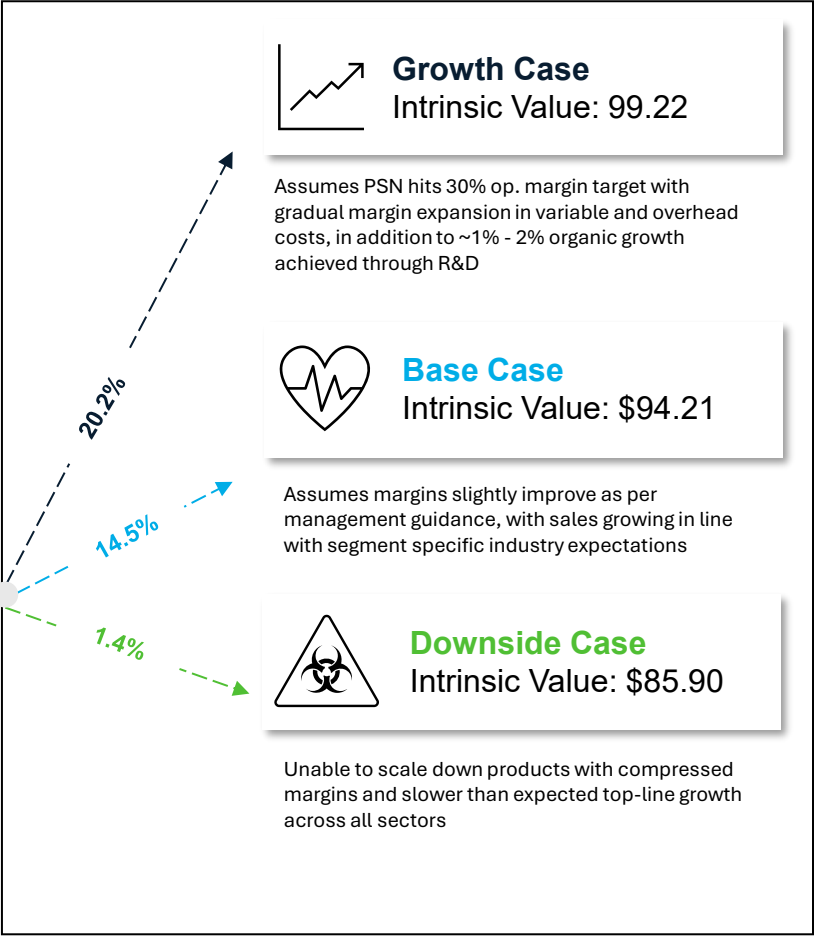 Growth Case
Intrinsic Value: 99.22
Assumes PSN hits 30% op. margin target with
gradual margin expansion in variable and overhead
costs, in addition to ~1% - 2% organic growth
achieved through R&D
20.2%
Base Case
Intrinsic Value: $94.21
14.5%
Assumes margins slightly improve as per
management guidance, with sales growing in line
with segment specific industry expectations
1.4%
Downside Case
Intrinsic Value: $85.90
Unable to scale down products with compressed
margins and slower than expected top-line growth
across all sectors